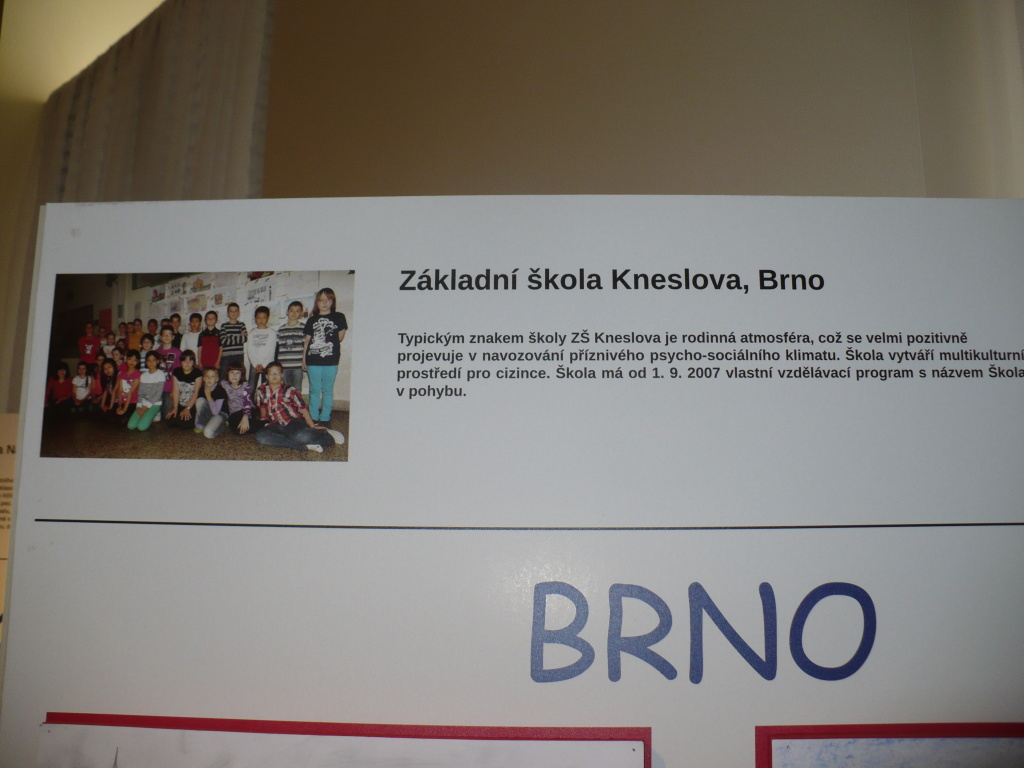 Základní škola Kneslova, Brno
Typickým znakem školy ZŠ Kneslova je rodinná atmosféra, což se velmi pozitivně
projevuje v navozování příznivého psycho-sociálního klimatu. Škola vytváří multikulturní
prostředí pro cizince. Škola má od 1. 9. 2007 vlastní vzdělávací program s názvem Škola
v pohybu.
BRNO